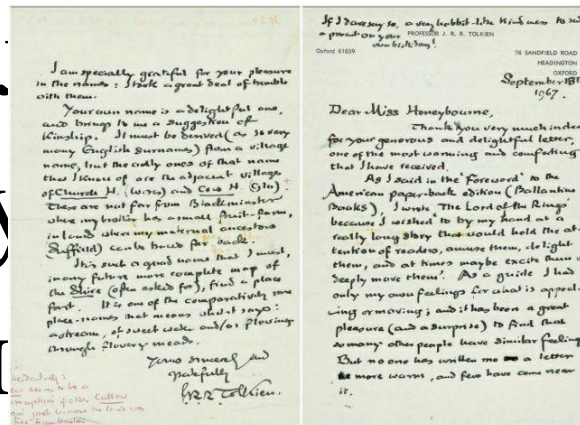 I am specially grateful for your pleasure
in the names: I took a great deal of trouble
with them.
Your own name is a delightful one,
and brings to me a suggestion of
Kinship. It must be derived (as so very
many English surnames) from a village
name, but the only ones of that name
that I know of are the adjacent villages
of Church H. (Worcs) and Cow H. (Glo)
These are not far from Blackminster
where my brother has a small fruit-farm,
in land where my maternal ancestors
(Suffield) can be traced far back.
It is such a good name that I must,
in any future more complete map of
the Shire (often asked for), find a place
for it. It is one of the comparatively rare
place-names that means what it says:
a stream, of sweet water and/or flowing
through flowery meads.
Yours sincerely and
gratefully
J.R.R. Tolkien.
seems to be a
of older Callow
If I dare say so, a very hobbit-like kindness to send
a present on your
own birthday!
PROFESSOR J. R. R. TOLKIEN
Oxford 61639
76 SANDFIELD ROAD
HEADINGTON
OXFORD
September 18th
1967.
Dear Miss Honeybourne,
Thank you very much indeed
for your generous and delightful letter,
one of the most warming and comforting
that I have received.
As I said in the 'foreword' to the
American paper-back edition (Ballantine
Books), I wrote 'The Lord of the Rings'
because I wished to try my hand at a
really long story that would hold the at-
tention of readers, amuse them, delight
them, and at times maybe excite them or
deeply move them'. As a guide I had
only my own feelings for what is appeal-
ing or moving; and it has been a great
pleasure (and a surprise) to find that
so many other people have similar feelings
But no one has written me a letter
more warm, and few have come near
it.